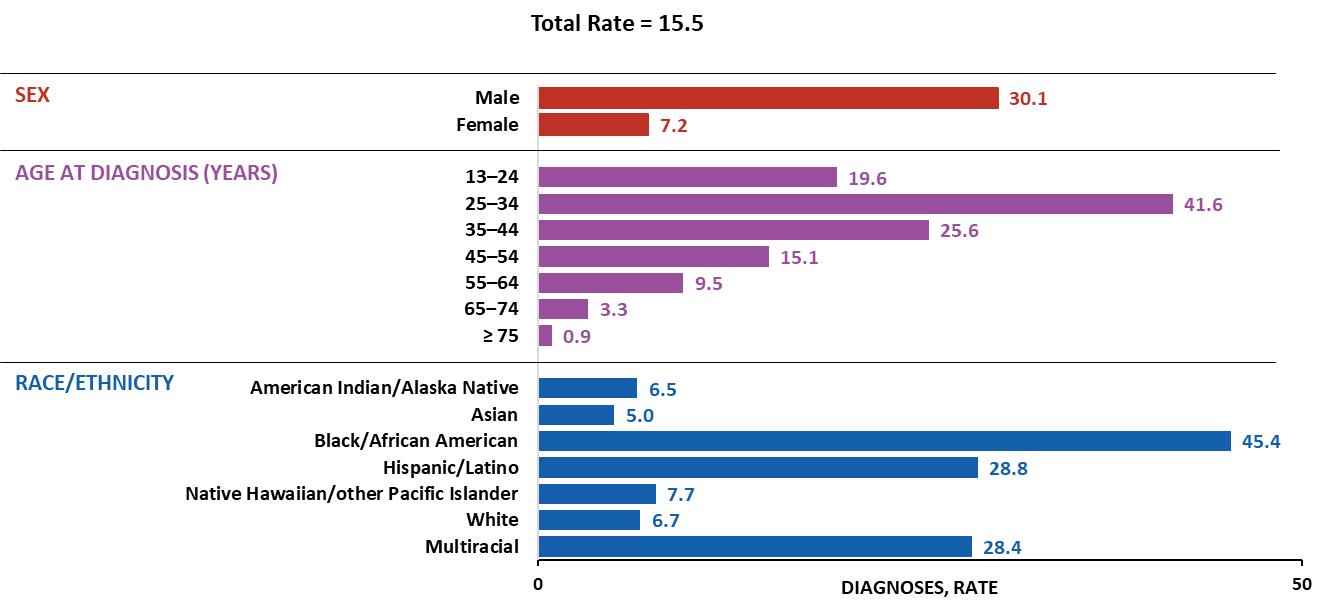 Total Rate = 15.5
SEX
Male 30.1
Female 7.2
AGE AT DIAGNOSIS (YEARS)
13–24 19.6
25–34 41.6
35–44 25.6
45–54 15.1
55–64 9.5
65–74 3.3
≥ 75 0.9
RACE/ETHNICITY
American Indian/Alaska Native 6.5
Asian 5.0
Black/African American 45.4
Hispanic/Latino 28.8
Native Hawaiian/other Pacific Islander 7.7
White 6.7
Multiracial 28.4
0 50
DIAGNOSES, RATE